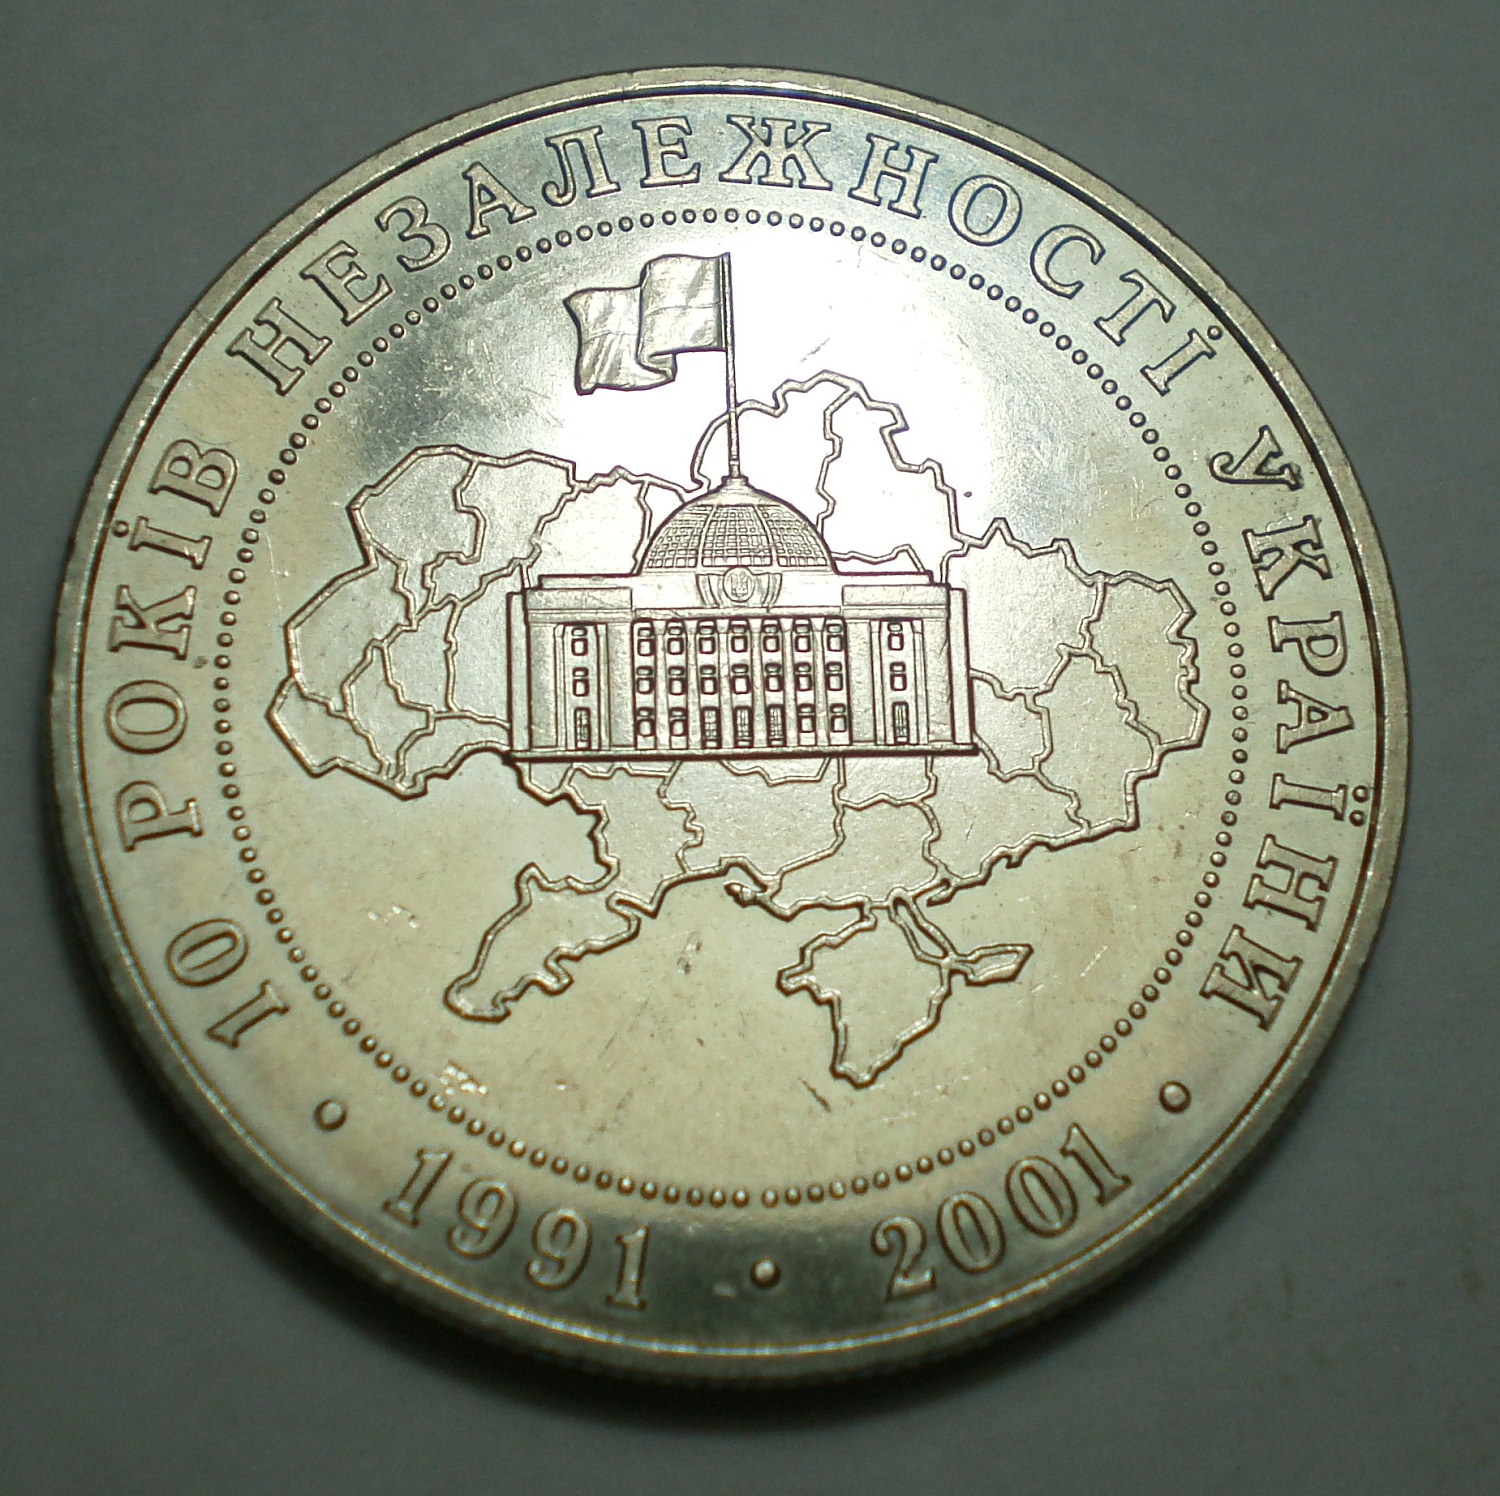 10 РОКІВ НЕЗАЛЕЖНОСТІ УКРАЇНИ
• 1991 • 2001 •